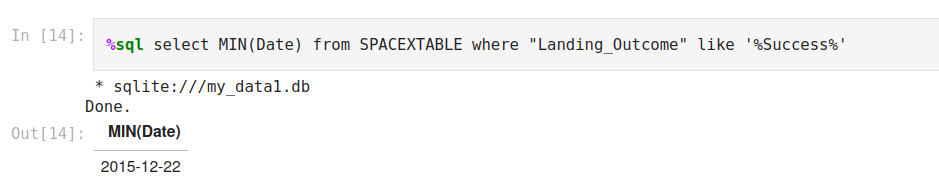 In [14]: %sql select MIN(Date) from SPACEXTABLE where "Landing_Outcome" like '%Success%'
* sqlite:///my_data1.db
Done.
Out[14]: MIN(Date)
2015-12-22